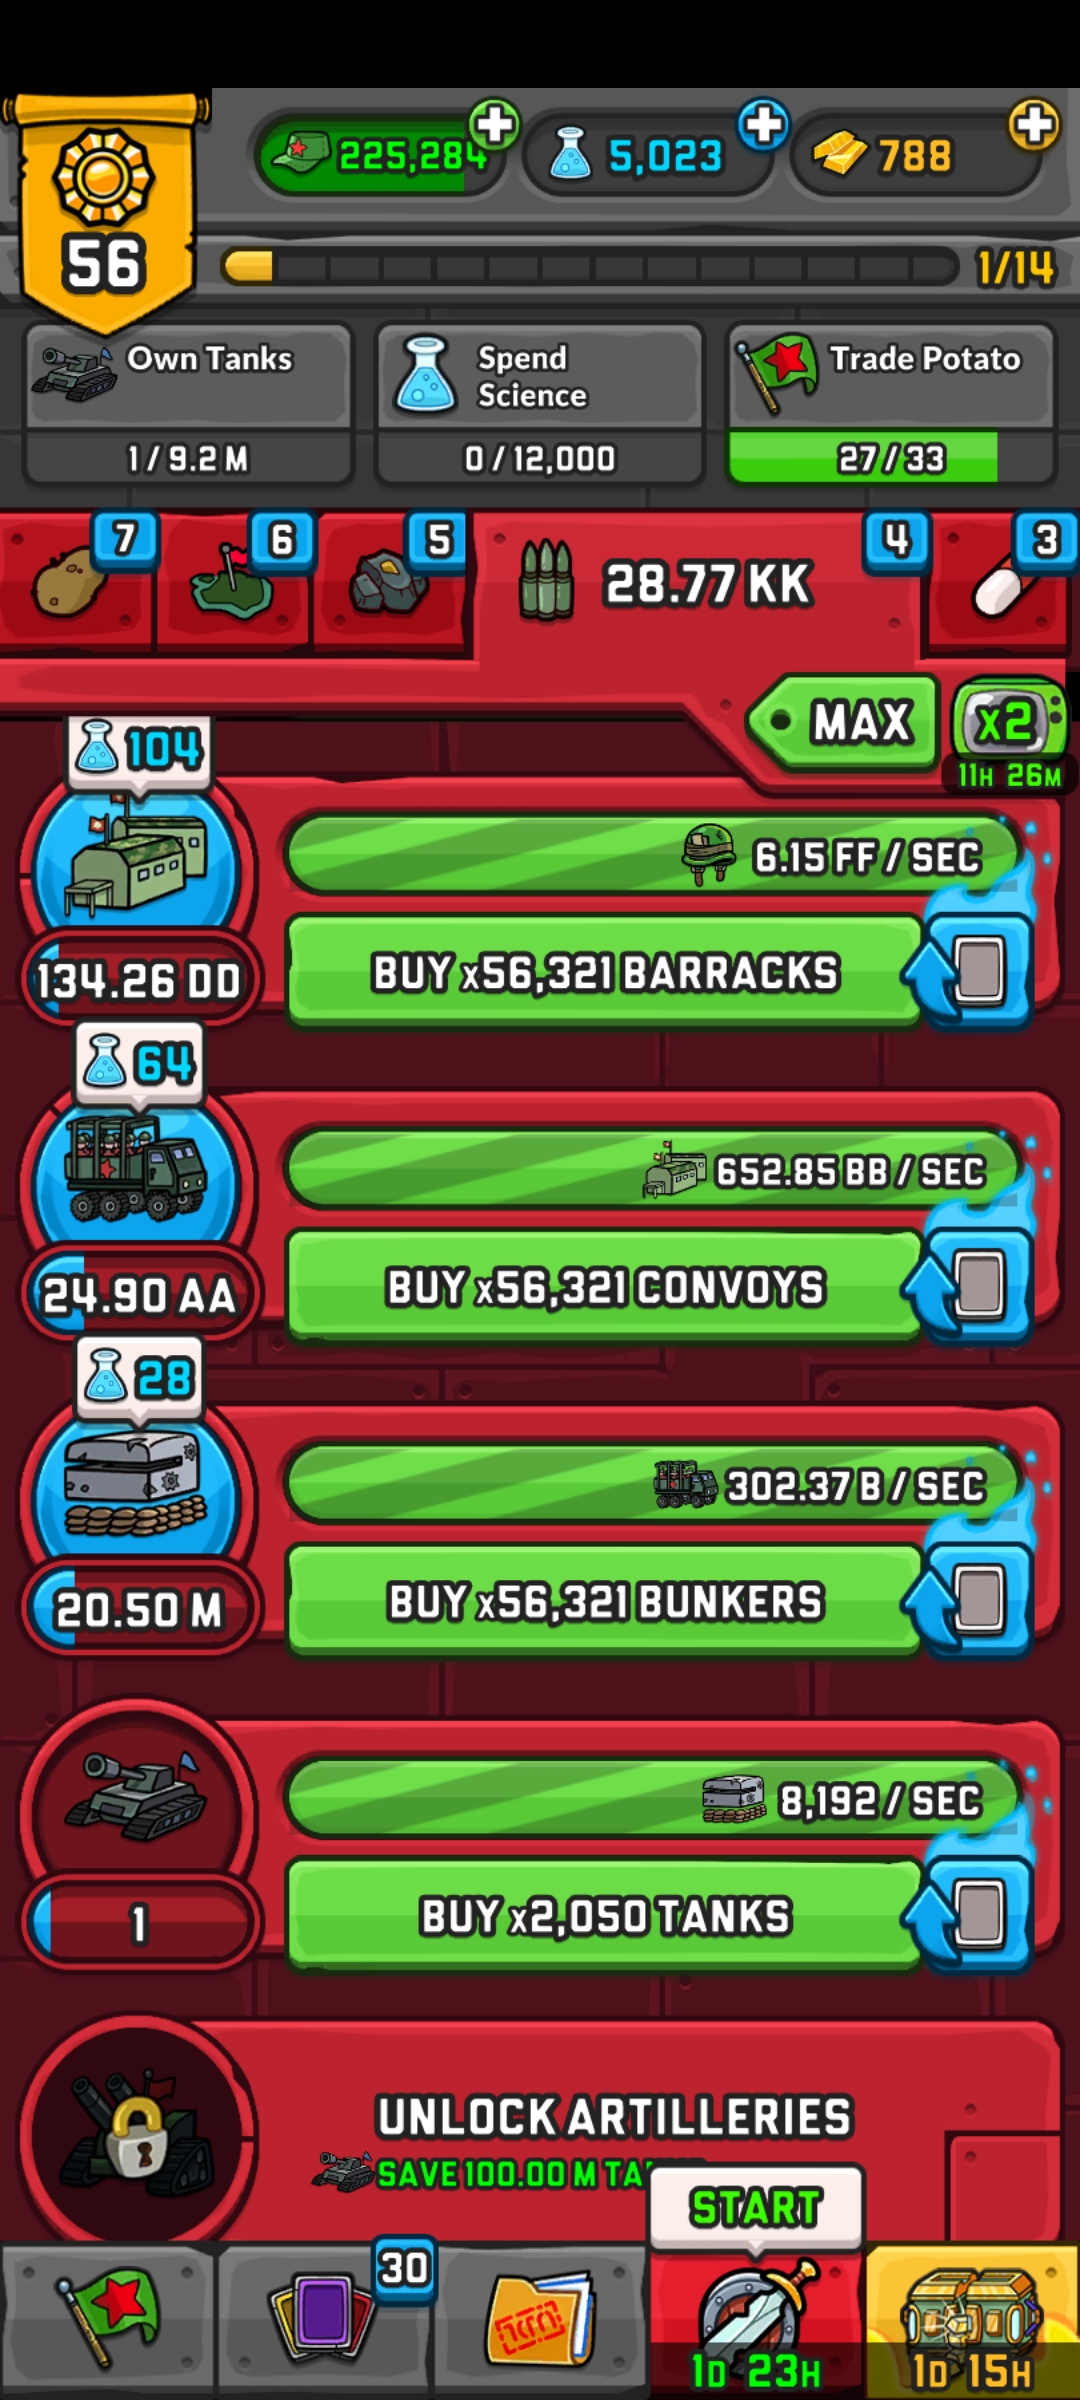 225,284
5,023
788
56
1/14
Own Tanks
Spend
Science
Trade Potato
1 / 9.2 M
0 / 12,000
27 / 33
7
6
5
28.77 KK
4
3
MAX
x2
11H 26M
104
6.15 FF / SEC
134.26 DD
BUY x56,321 BARRACKS
64
652.85 BB / SEC
24.90 AA
BUY x56,321 CONVOYS
28
302.37 B / SEC
20.50 M
BUY x56,321 BUNKERS
8,192 / SEC
1
BUY x2,050 TANKS
UNLOCK ARTILLERIES
SAVE 100.00 M
START
30
1D 23H
1D 15H